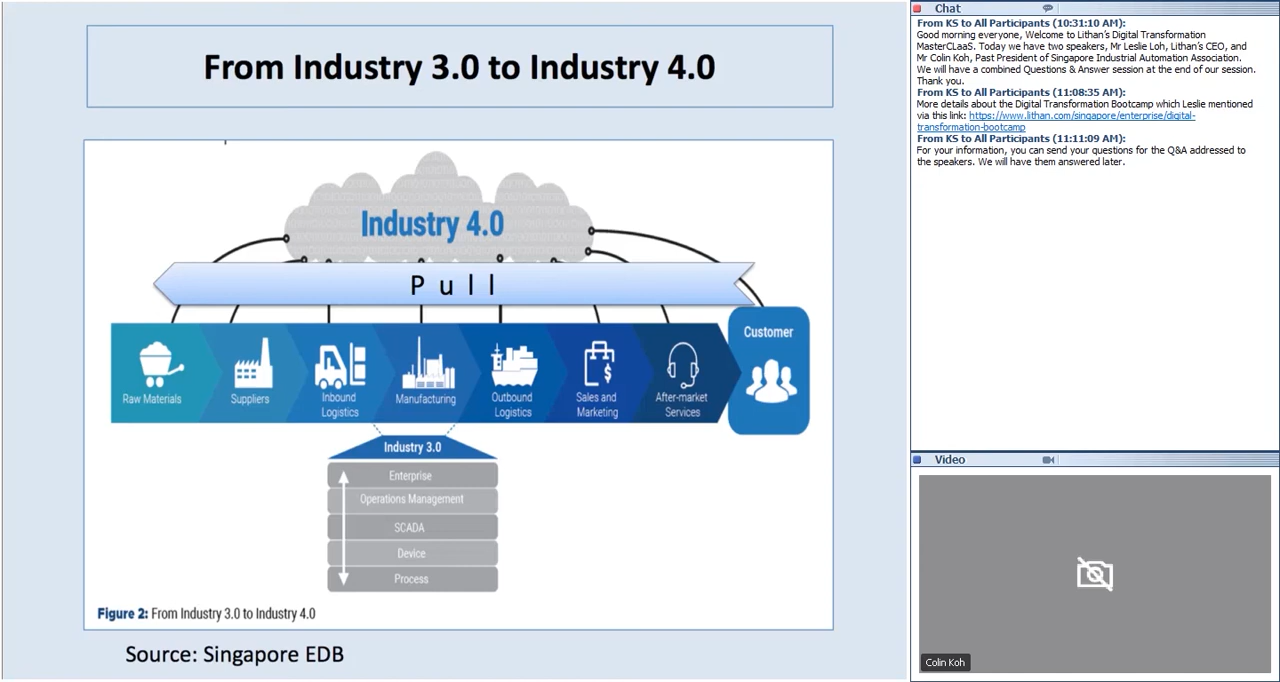 From Industry 3.0 to Industry 4.0
Industry 4.0
Pull
Customer
Raw Materials
Suppliers
Inbound
Logistics
Manufacturing
Outbound
Logistics
Sales and
Marketing
After-market
Services
Industry 3.0
Enterprise
Operations Management
SCADA
Device
Process
Figure 2: From Industry 3.0 to Industry 4.0
Source: Singapore EDB
Chat
From KS to All Participants (10:31:10 AM):
Good morning everyone, Welcome to Lithan's Digital Transformation
MasterCLaaS. Today we have two speakers, Mr Leslie Loh, Lithan's CEO, and
Mr Colin Koh, Past President of Singapore Industrial Automation Association.
We will have a combined Questions & Answer session at the end of our session.
Thank you.
From KS to All Participants (11:08:35 AM):
More details about the Digital Transformation Bootcamp which Leslie mentioned
via this link: https://www.lithan.com/singapore/enterprise/digital-
transformation-bootcamp
From KS to All Participants (11:11:09 AM):
For your information, you can send your questions for the Q&A addressed to
the speakers. We will have them answered later.
Video
Colin Koh